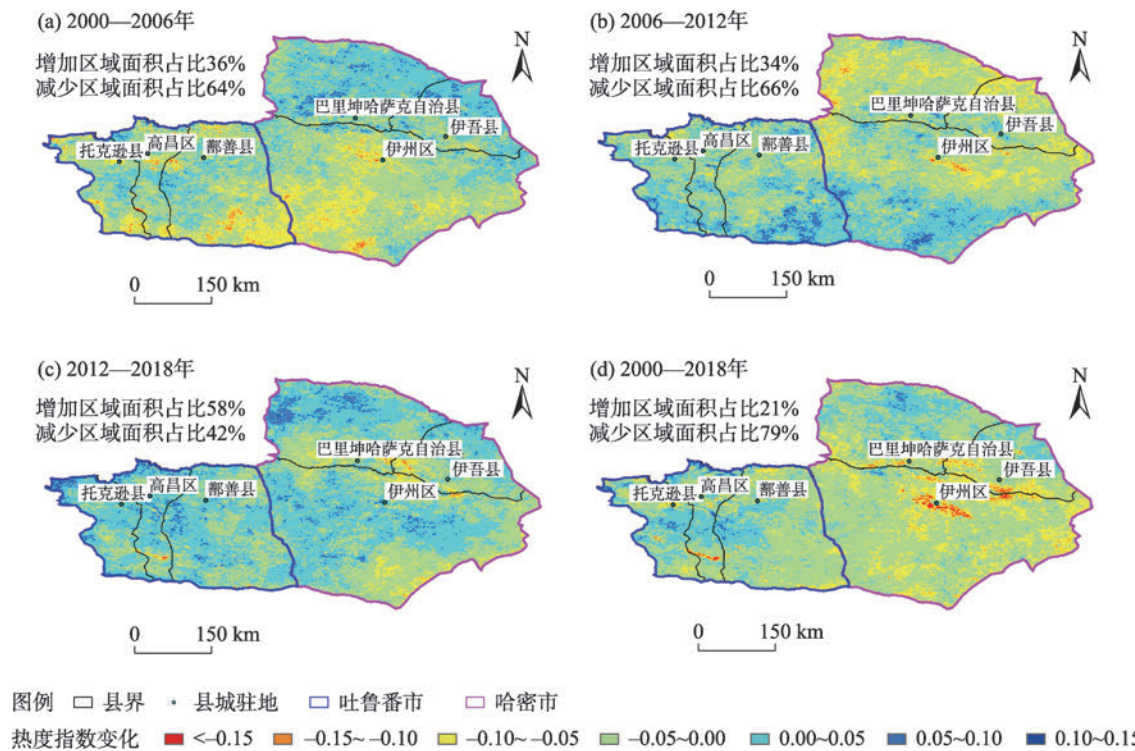 (a) 2000—2006年
增加区域面积占比36%
减少区域面积占比64%
N
巴里坤哈萨克自治县
伊吾县
高昌区
托克逊县
鄯善县
伊州区
0 150 km
(b) 2006—2012年
增加区域面积占比34%
减少区域面积占比66%
N
巴里坤哈萨克自治县
伊吾县
高昌区
托克逊县
鄯善县
伊州区
0 150 km
(c) 2012—2018年
增加区域面积占比58%
减少区域面积占比42%
N
巴里坤哈萨克自治县
伊吾县
高昌区
托克逊县
鄯善县
伊州区
0 150 km
(d) 2000—2018年
增加区域面积占比21%
减少区域面积占比79%
N
巴里坤哈萨克自治县
伊吾县
高昌区
托克逊县
鄯善县
伊州区
0 150 km
图例 县界 县城驻地 吐鲁番市 哈密市
热度指数变化 <–0.15 –0.15~ –0.10 –0.10~ –0.05 –0.05~0.00 0.00~0.05 0.05~0.10 0.10~0.15